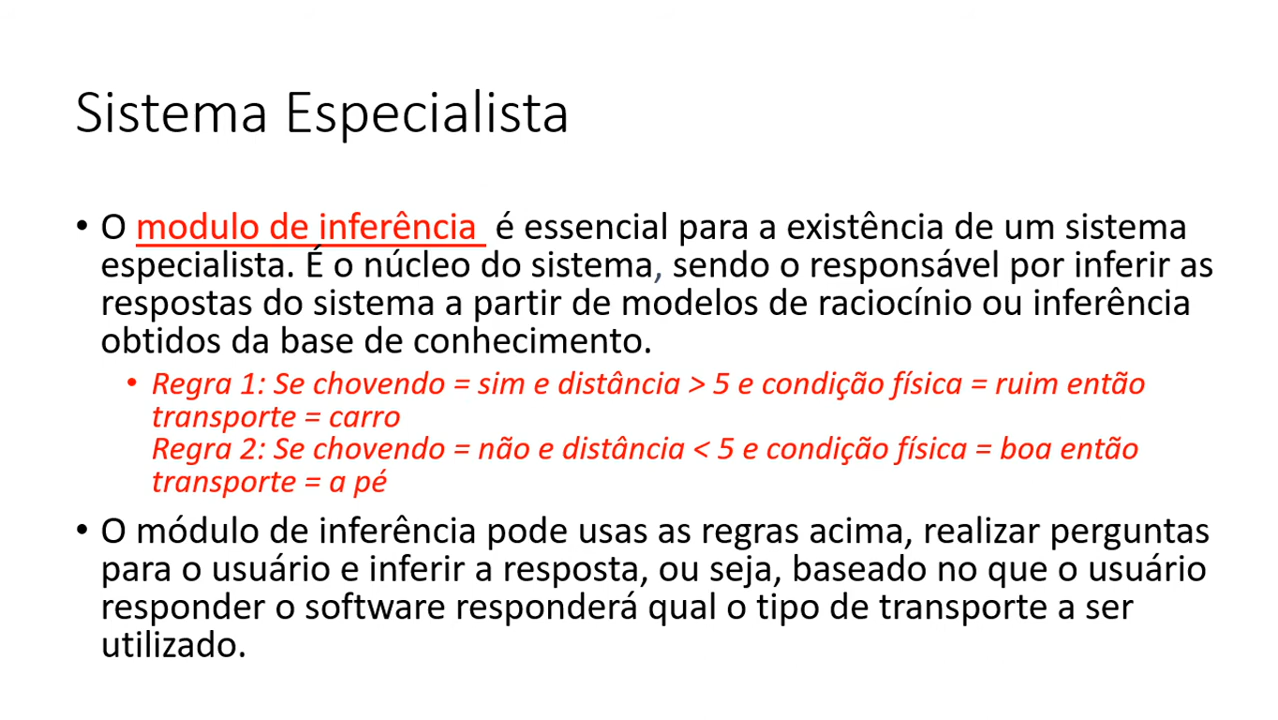 Sistema Especialista
• O modulo de inferência é essencial para a existência de um sistema
especialista. É o núcleo do sistema, sendo o responsável por inferir as
respostas do sistema a partir de modelos de raciocínio ou inferência
obtidos da base de conhecimento.
• Regra 1: Se chovendo = sim e distância > 5 e condição física = ruim então
transporte = carro
Regra 2: Se chovendo = não e distância < 5 e condição física = boa então
transporte = a pé
• O módulo de inferência pode usas as regras acima, realizar perguntas
para o usuário e inferir a resposta, ou seja, baseado no que o usuário
responder o software responderá qual o tipo de transporte a ser
utilizado.